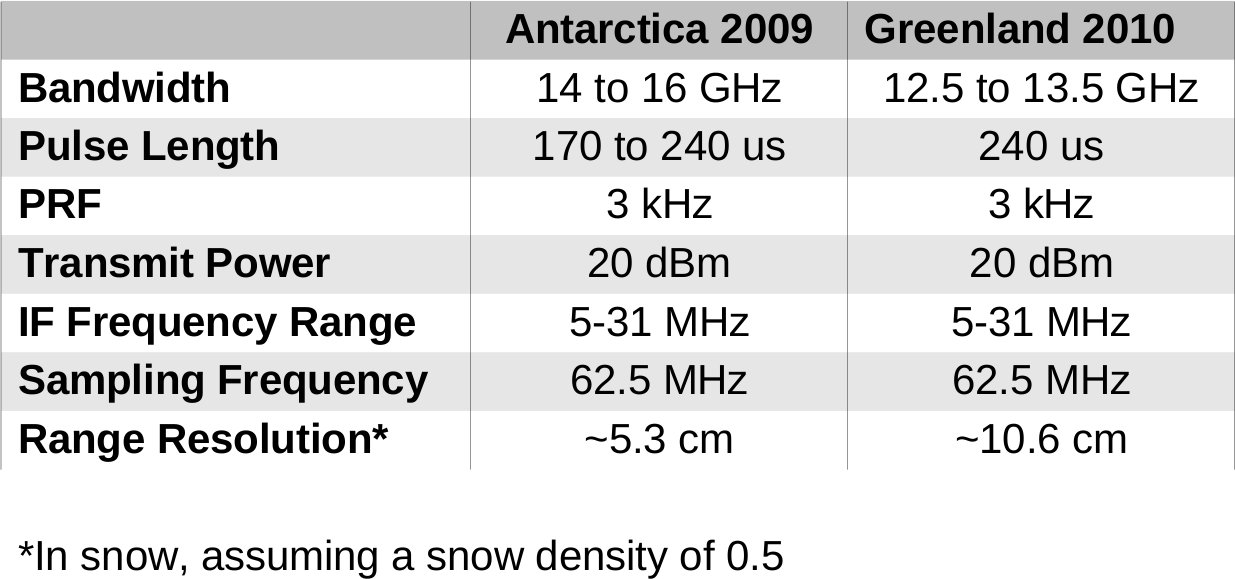 Antarctica 2009 Greenland 2010
Bandwidth 14 to 16 GHz 12.5 to 13.5 GHz
Pulse Length 170 to 240 us 240 us
PRF 3 kHz 3 kHz
Transmit Power 20 dBm 20 dBm
IF Frequency Range 5-31 MHz 5-31 MHz
Sampling Frequency 62.5 MHz 62.5 MHz
Range Resolution* ~5.3 cm ~10.6 cm
*In snow, assuming a snow density of 0.5